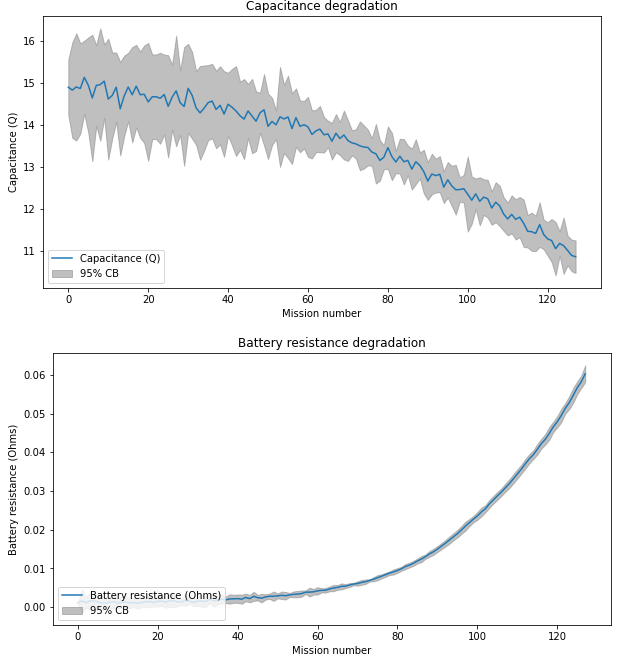 Capacitance degradation
16
15
14
13
12
11
Capacitance (Q)
Capacitance (Q)
95% CB
0 20 40 60 80 100 120
Mission number
Battery resistance degradation
0.06
0.05
0.04
0.03
0.02
0.01
0.00
Battery resistance (Ohms)
Battery resistance (Ohms)
95% CB
0 20 40 60 80 100 120
Mission number